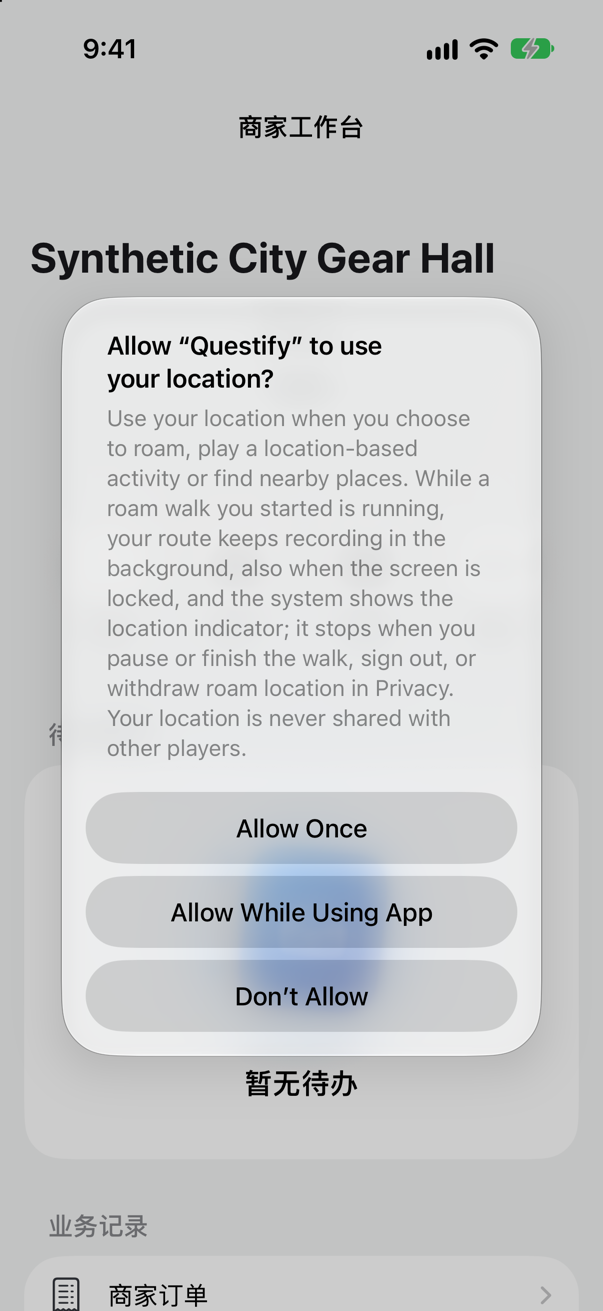 9:41
商家工作台
Synthetic City Gear Hall
Allow “Questify” to use
your location?
Use your location when you choose
to roam, play a location-based
activity or find nearby places. While a
roam walk you started is running,
your route keeps recording in the
background, also when the screen is
locked, and the system shows the
location indicator; it stops when you
pause or finish the walk, sign out, or
withdraw roam location in Privacy.
Your location is never shared with
other players.
Allow Once
Allow While Using App
Don’t Allow
暂无待办
业务记录
商家订单